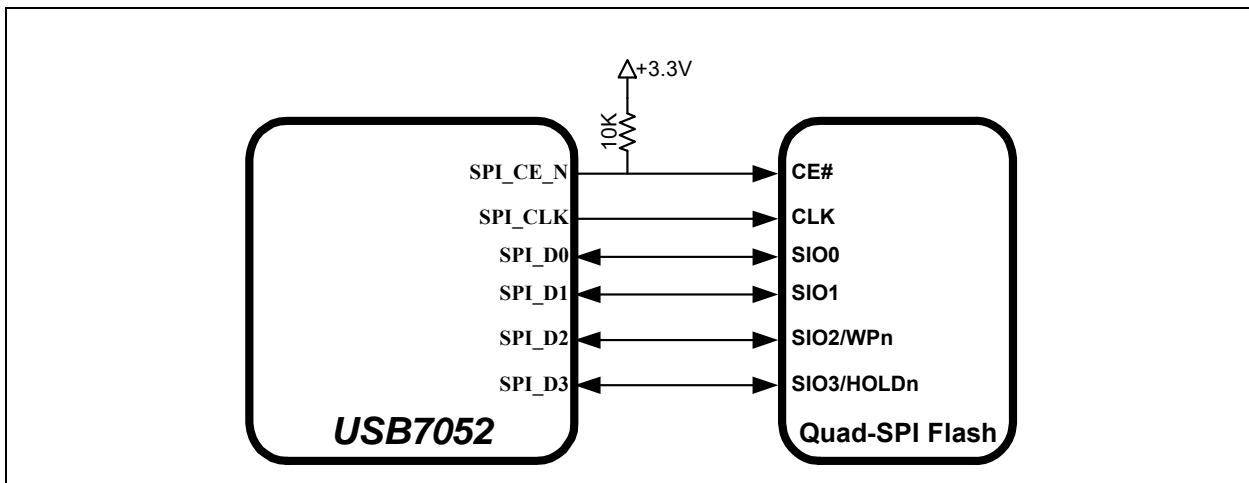 +3.3V
10K
SPI_CE_N CE#
SPI_CLK CLK
SPI_D0 SIO0
SPI_D1 SIO1
SPI_D2 SIO2/WPn
SPI_D3 SIO3/HOLDn
USB7052 Quad-SPI Flash